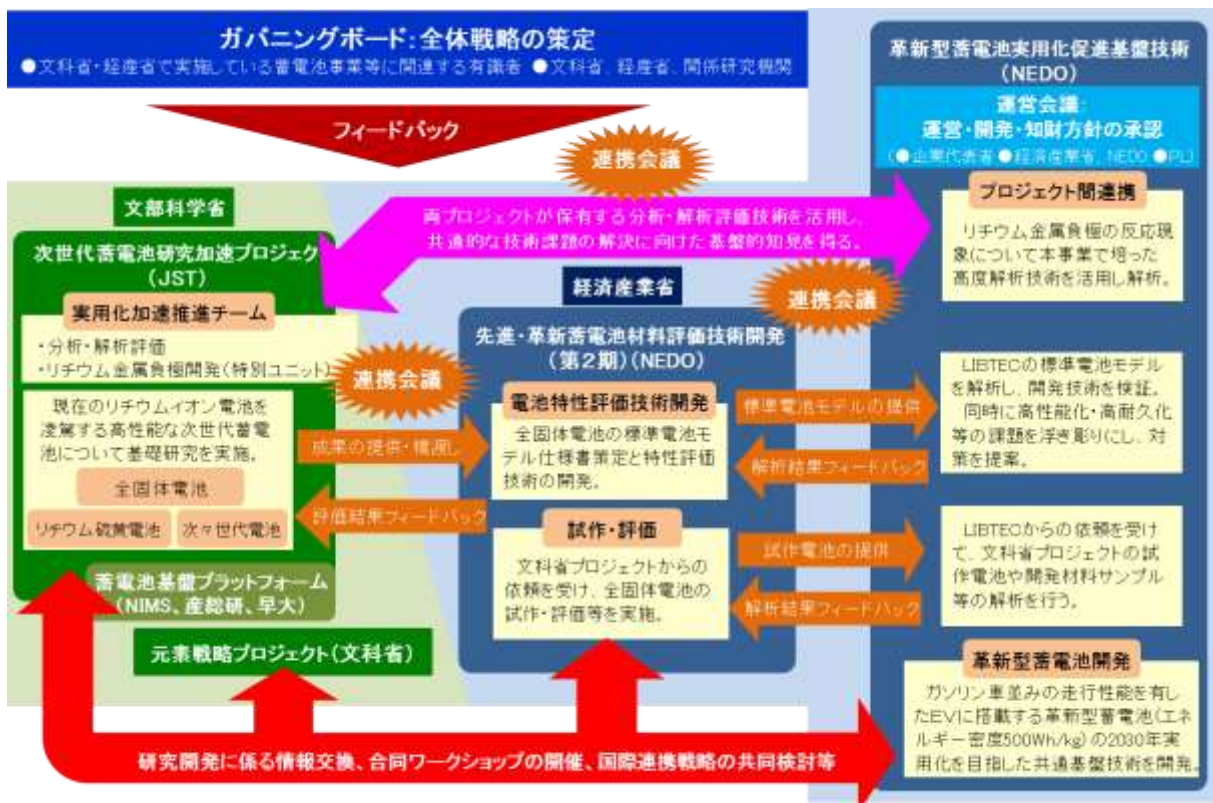 ガバニングボード:全体戦略の策定
●文科省・経産省で実施している蓄電池事業等に関連する有識者 ●文科省、経産省、関係研究機関
フィードバック
連携会議
文部科学省
次世代蓄電池研究加速プロジェク
(JST)
実用化加速推進チーム
・分析・解析評価
・リチウム金属負極開発(特別ユニット)
現在のリチウムイオン電池を
凌駕する高性能な次世代蓄電
池について基礎研究を実施。
全固体電池
リチウム硫黄電池
次々世代電池
蓄電池基盤プラットフォーム
(NIMS、産総研、早大)
元素戦略プロジェクト(文科省)
両プロジェクトが保有する分析・解析評価技術を活用し、
共通的な技術課題の解決に向けた基盤的知見を得る。
連携会議
成果の提供・橋渡し
評価結果フィードバック
経済産業省
連携会議
先進・革新蓄電池材料評価技術開発
(第2期)(NEDO)
電池特性評価技術開発
全固体電池の標準電池モ
デル仕様書策定と特性評価
技術の開発。
試作・評価
文科省プロジェクトからの
依頼を受け、全固体電池の
試作・評価等を実施。
標準電池モデルの提供
解析結果フィードバック
試作電池の提供
解析結果フィードバック
革新型蓄電池実用化促進基盤技術
(NEDO)
運営会議:
運営・開発・知財方針の承認
(●企業代表者 ●経済産業省、NEDO ●PL)
プロジェクト間連携
リチウム金属負極の反応現
象について本事業で培った
高度解析技術を活用し解析。
LIBTECの標準電池モデル
を解析し、開発技術を検証。
同時に高性能化・高耐久化
等の課題を浮き彫りにし、対
策を提案。
LIBTECからの依頼を受け
て、文科省プロジェクトの試
作電池や開発材料サンプル
等の解析を行う。
革新型蓄電池開発
ガソリン車並みの走行性能を有し
たEVに搭載する革新型蓄電池(エネ
ルギー密度500Wh/kg)の2030年実
用化を目指した共通基盤技術を開発。
研究開発に係る情報交換、合同ワークショップの開催、国際連携戦略の共同検討等